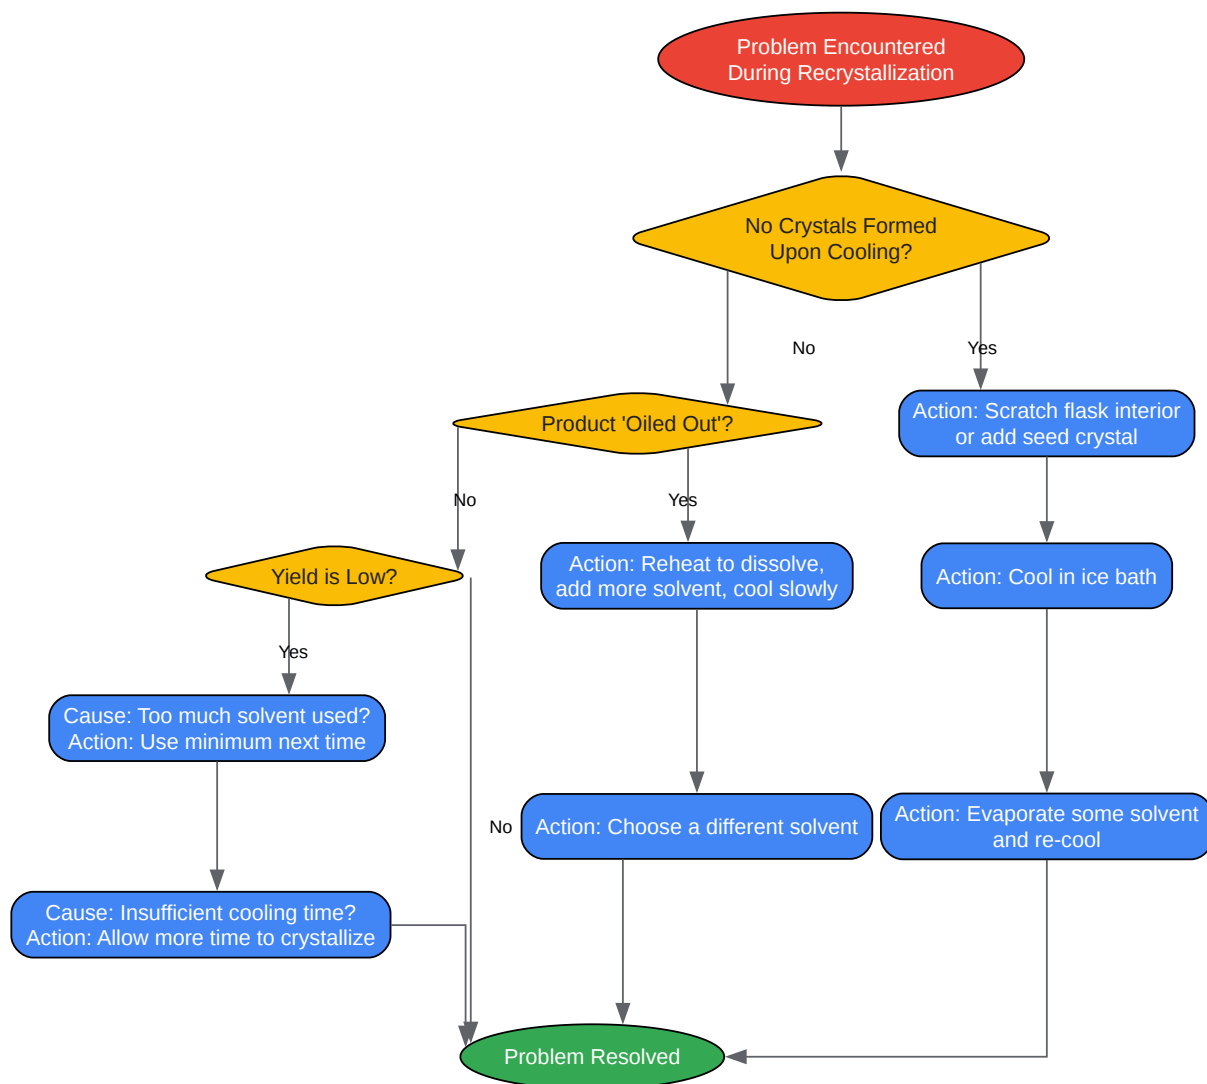 Problem Encountered
During Recrystallization
No Crystals Formed
Upon Cooling?
No
Yes
Product 'Oiled Out'?
Action: Scratch flask interior
or add seed crystal
No
Yes
Yield is Low?
Action: Reheat to dissolve,
add more solvent, cool slowly
Action: Cool in ice bath
Yes
Cause: Too much solvent used?
Action: Use minimum next time
No
Action: Choose a different solvent
Action: Evaporate some solvent
and re-cool
Cause: Insufficient cooling time?
Action: Allow more time to crystallize
Problem Resolved